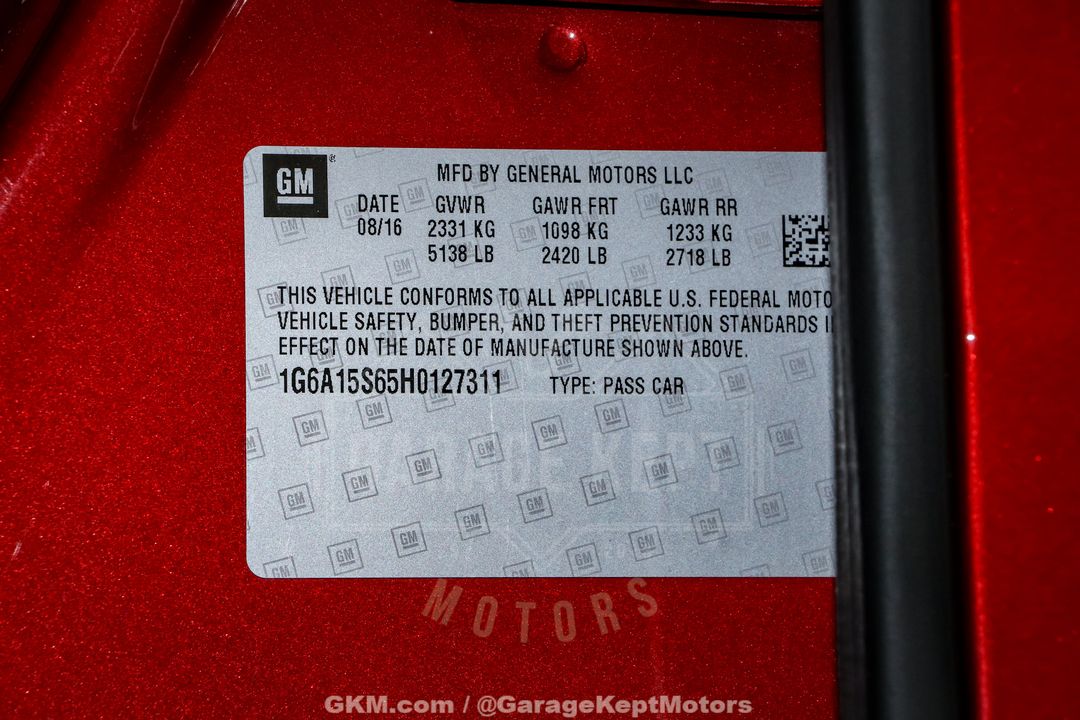 GM
MFD BY GENERAL MOTORS LLC
DATE GVWR GAWR FRT GAWR RR
08/16 2331 KG 1098 KG 1233 KG
5138 LB 2420 LB 2718 LB
THIS VEHICLE CONFORMS TO ALL APPLICABLE U.S. FEDERAL MOTO
VEHICLE SAFETY, BUMPER, AND THEFT PREVENTION STANDARDS I
EFFECT ON THE DATE OF MANUFACTURE SHOWN ABOVE.
1G6A15S65H0127311 TYPE: PASS CAR
GARAGE KEPT
MOTORS
GKM.com / @GarageKeptMotors